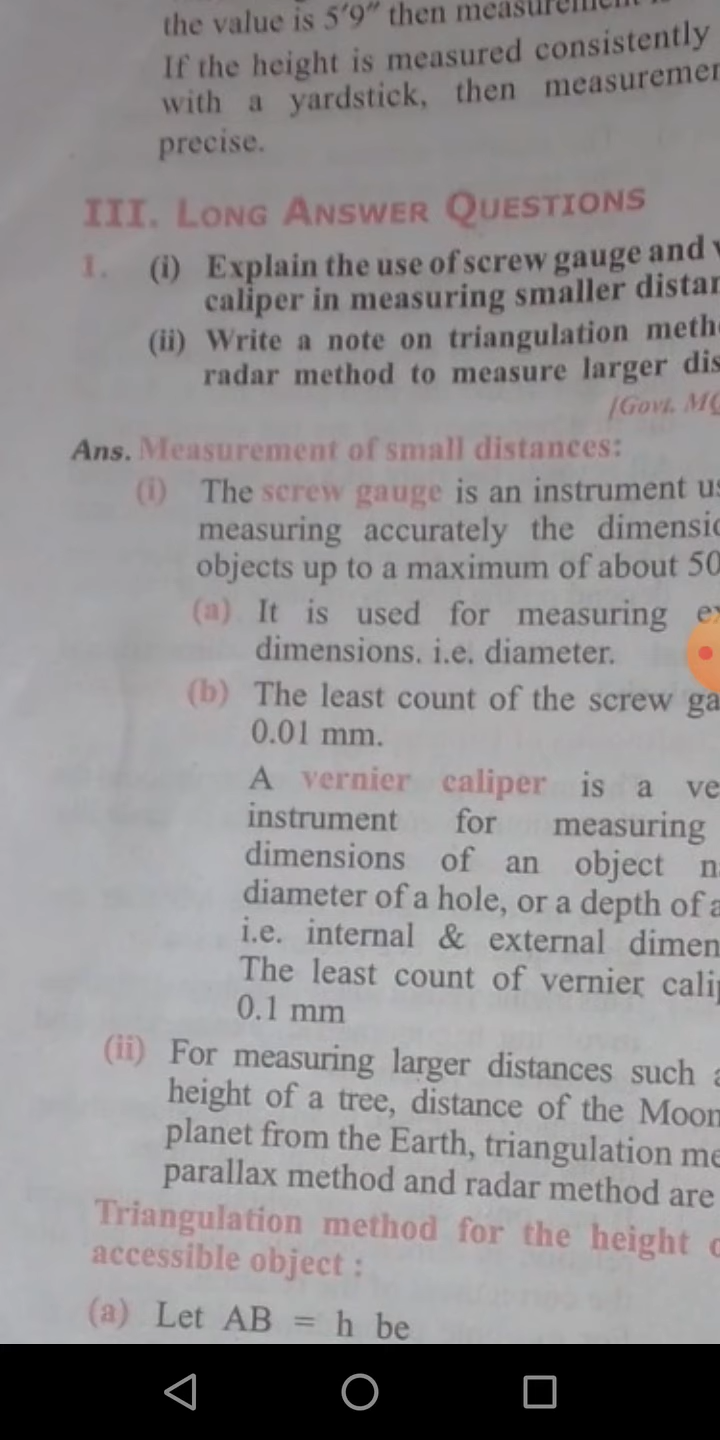 the value is 5'9" then measurement
If the height is measured consistently
with a yardstick, then
precise.
III. LONG ANSWER QUESTIONS
1. (i) Explain the use of screw gauge and
caliper in measuring smaller
(ii) Write a note on triangulation
radar method to measure larger
[Govt.
Ans. Measurement of small distances:
(i) The screw gauge is an instrument
measuring accurately the
objects up to a maximum of about 50
(a) It is used for measuring
dimensions. i.e. diameter.
(b) The least count of the screw
0.01 mm.
A vernier caliper is a
instrument for measuring
dimensions of an object
diameter of a hole, or a depth of
i.e. internal & external
The least count of vernier
0.1 mm
(ii) For measuring larger distances such
height of a tree, distance of the Moon
planet from the Earth, triangulation
parallax method and radar method are
Triangulation method for the height
accessible object :
(a) Let AB = h be